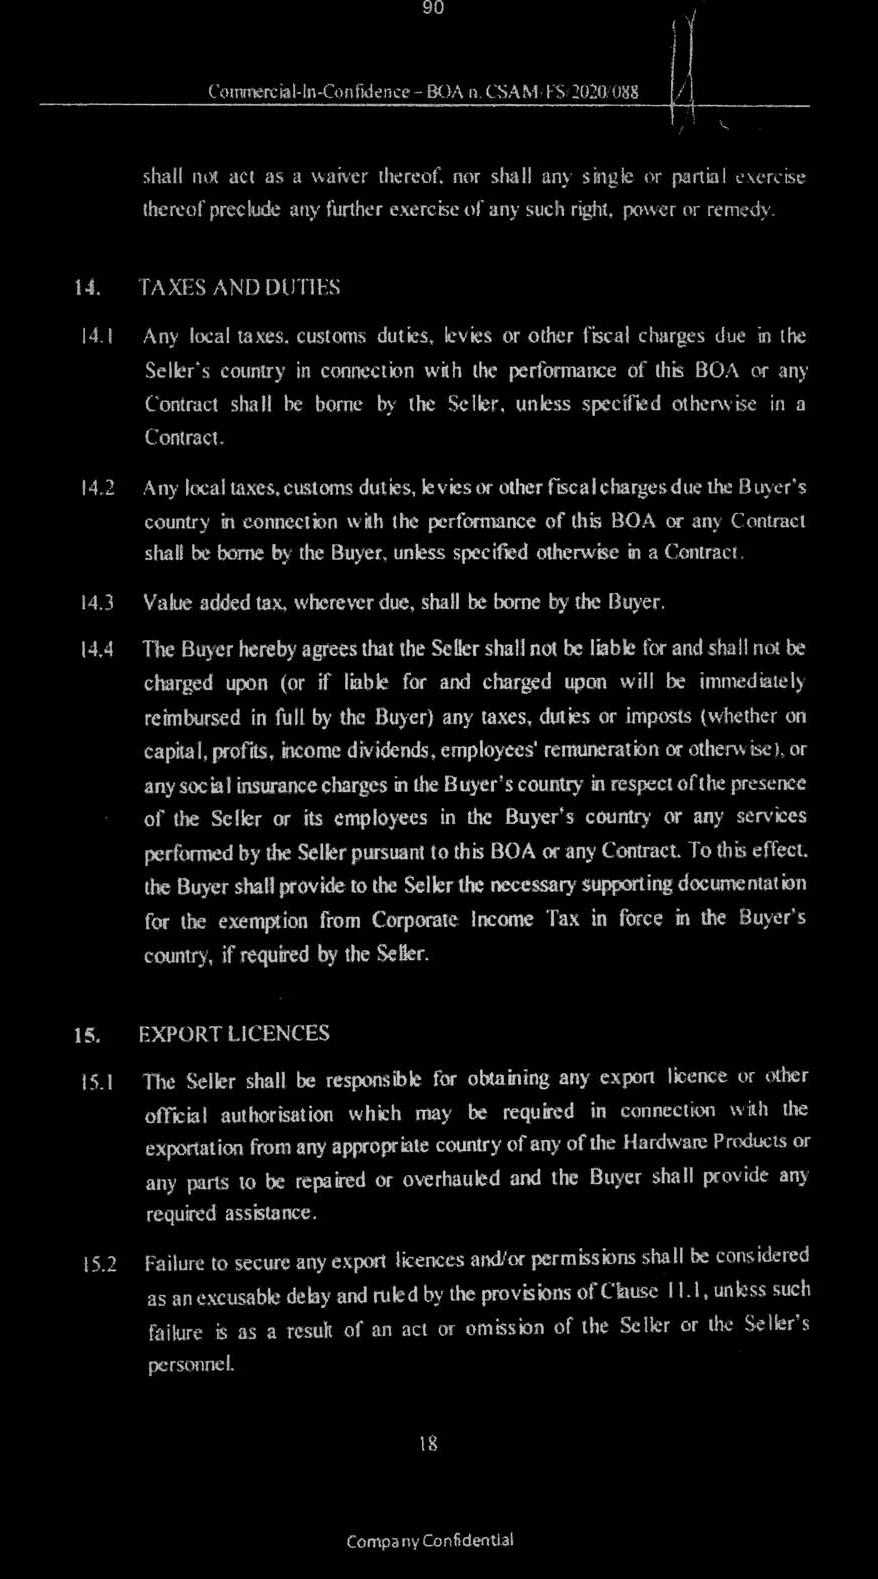 90
Commercial-In-Confidence – BOA n. CSAM/FS/2020/088
shall not act as a waiver thereof, nor shall any single or partial exercise
thereof preclude any further exercise of any such right, power or remedy.
14. TAXES AND DUTIES
14.1 Any local taxes, customs duties, levies or other fiscal charges due in the
Seller's country in connection with the performance of this BOA or any
Contract shall be borne by the Seller, unless specified otherwise in a
Contract.
14.2 Any local taxes, customs duties, levies or other fiscal charges due the Buyer's
country in connection with the performance of this BOA or any Contract
shall be borne by the Buyer, unless specified otherwise in a Contract.
14.3 Value added tax, wherever due, shall be borne by the Buyer.
14.4 The Buyer hereby agrees that the Seller shall not be liable for and shall not be
charged upon (or if liable for and charged upon will be immediately
reimbursed in full by the Buyer) any taxes, duties or imposts (whether on
capital, profits, income dividends, employees' remuneration or otherwise), or
any social insurance charges in the Buyer's country in respect of the presence
of the Seller or its employees in the Buyer's country or any services
performed by the Seller pursuant to this BOA or any Contract. To this effect,
the Buyer shall provide to the Seller the necessary supporting documentation
for the exemption from Corporate Income Tax in force in the Buyer's
country, if required by the Seller.
15. EXPORT LICENCES
15.1 The Seller shall be responsible for obtaining any export licence or other
official authorisation which may be required in connection with the
exportation from any appropriate country of any of the Hardware Products or
any parts to be repaired or overhauled and the Buyer shall provide any
required assistance.
15.2 Failure to secure any export licences and/or permissions shall be considered
as an excusable delay and ruled by the provisions of Clause 11.1, unless such
failure is as a result of an act or omission of the Seller or the Seller's
personnel.
18
Company Confidential